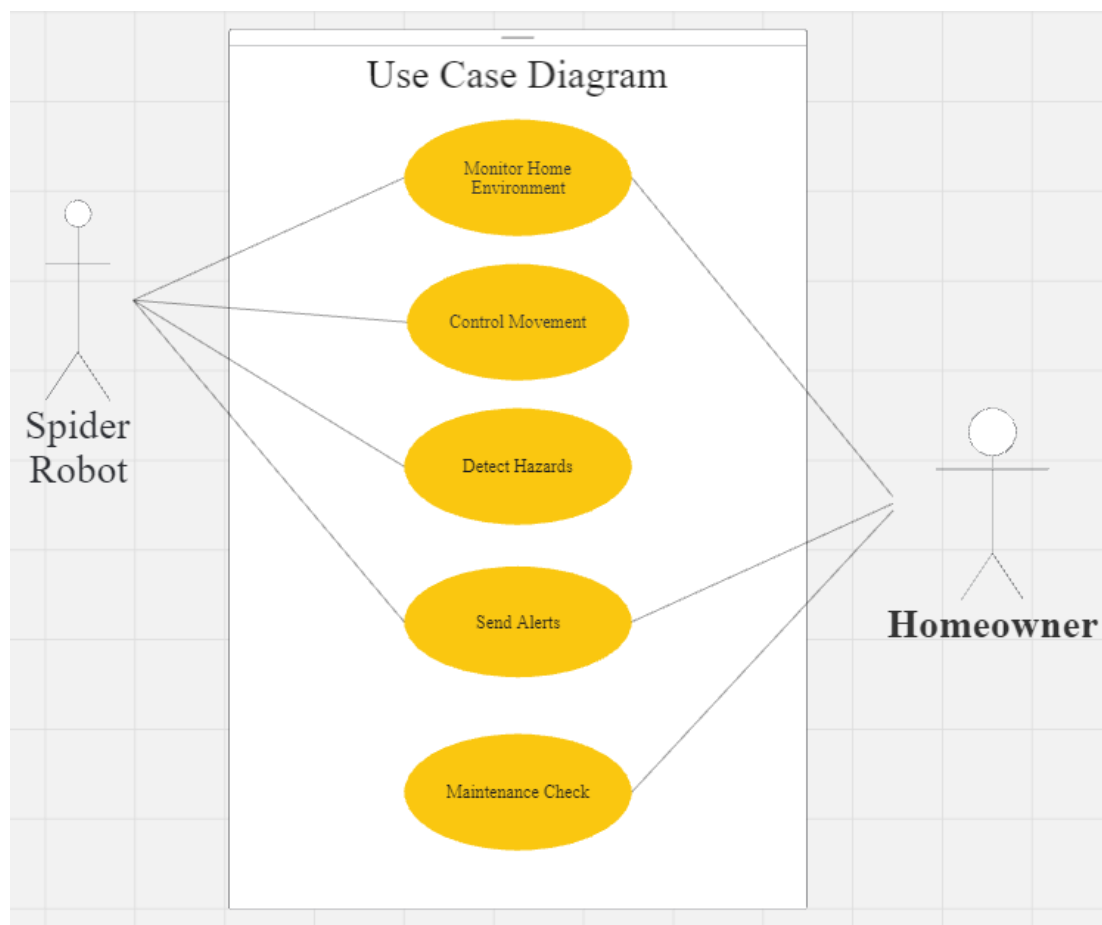 Use Case Diagram
Monitor Home
Environment
Control Movement
Spider
Robot
Detect Hazards
Send Alerts
Homeowner
Maintenance Check